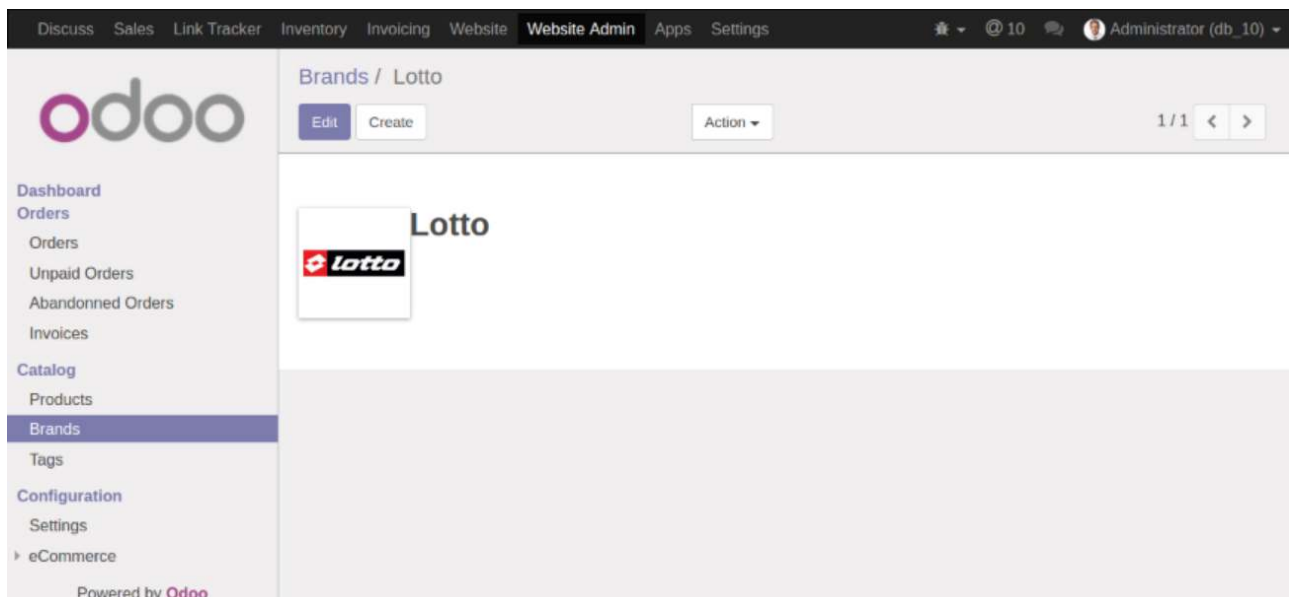 Discuss Sales Link Tracker Inventory Invoicing Website Website Admin Apps Settings @ 10 Administrator (db_10)
odoo
Brands / Lotto
Edit Create Action 1 / 1
Dashboard
Orders
Orders
Unpaid Orders
Abandonned Orders
Invoices
Catalog
Products
Brands
Tags
Configuration
Settings
eCommerce
Powered by Odoo
Lotto
lotto